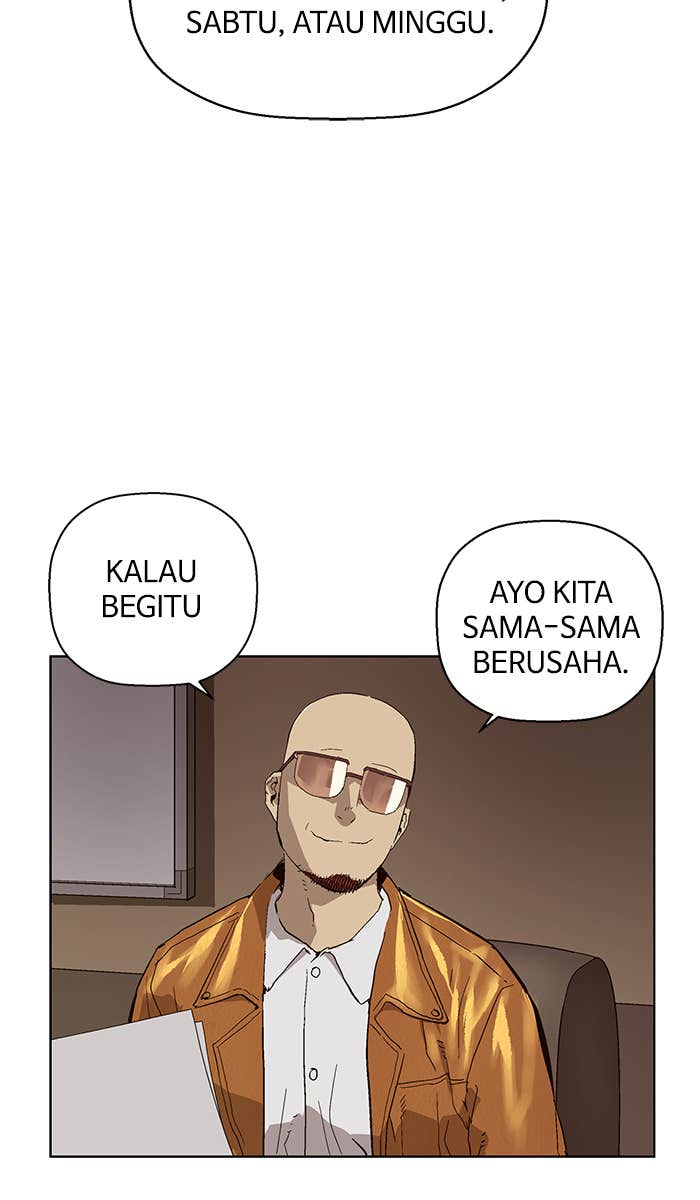 SABTU, ATAU MINGGU.
KALAU
BEGITU
AYO KITA
SAMA-SAMA
BERUSAHA.